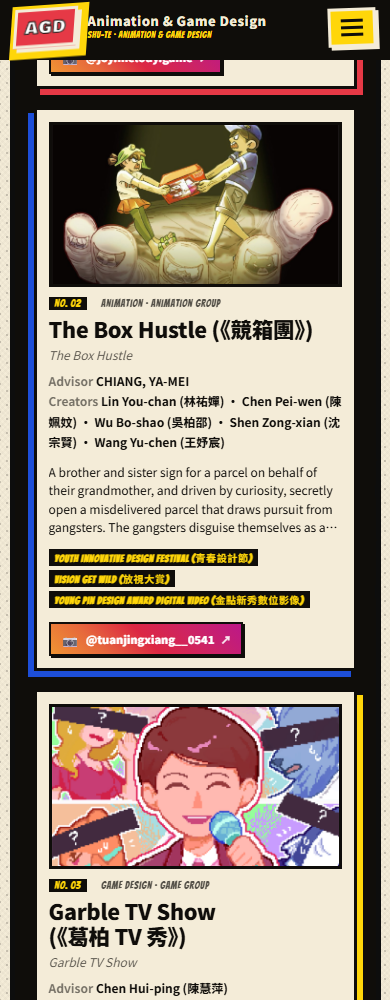 AGD
Animation & Game Design
SHU-TE · ANIMATION & GAME DESIGN
NO. 02
ANIMATION · ANIMATION GROUP
The Box Hustle (《競箱團》)
The Box Hustle
Advisor CHIANG, YA-MEI
Creators Lin You-chan (林祐嬋) · Chen Pei-wen (陳
姵妏) · Wu Bo-shao (吳柏邵) · Shen Zong-xian (沈
宗賢) · Wang Yu-chen (王妤宸)
A brother and sister sign for a parcel on behalf of
their grandmother, and driven by curiosity, secretly
open a misdelivered parcel that draws pursuit from
gangsters. The gangsters disguise themselves as a…
YOUTH INNOVATIVE DESIGN FESTIVAL (青春設計節)
VISION GET WILD (放視大賞)
YOUNG PIN DESIGN AWARD DIGITAL VIDEO (金點新秀數位影像)
@tuanjingxiang__0541 ↗
?
?
?
?
NO. 03
GAME DESIGN · GAME GROUP
Garble TV Show
(《葛柏 TV 秀》)
Garble TV Show
Advisor Chen Hui-ping (陳慧萍)